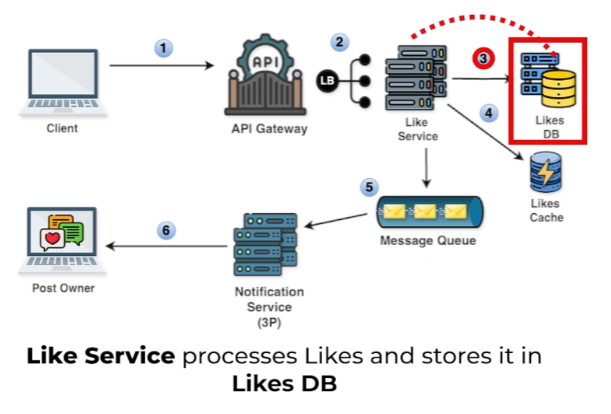 1
2
3
API
LB
Client
API Gateway
Like
Service
Likes
DB
4
Likes
Cache
5
6
Message Queue
Post Owner
Notification
Service
(3P)
Like Service processes Likes and stores it in
Likes DB